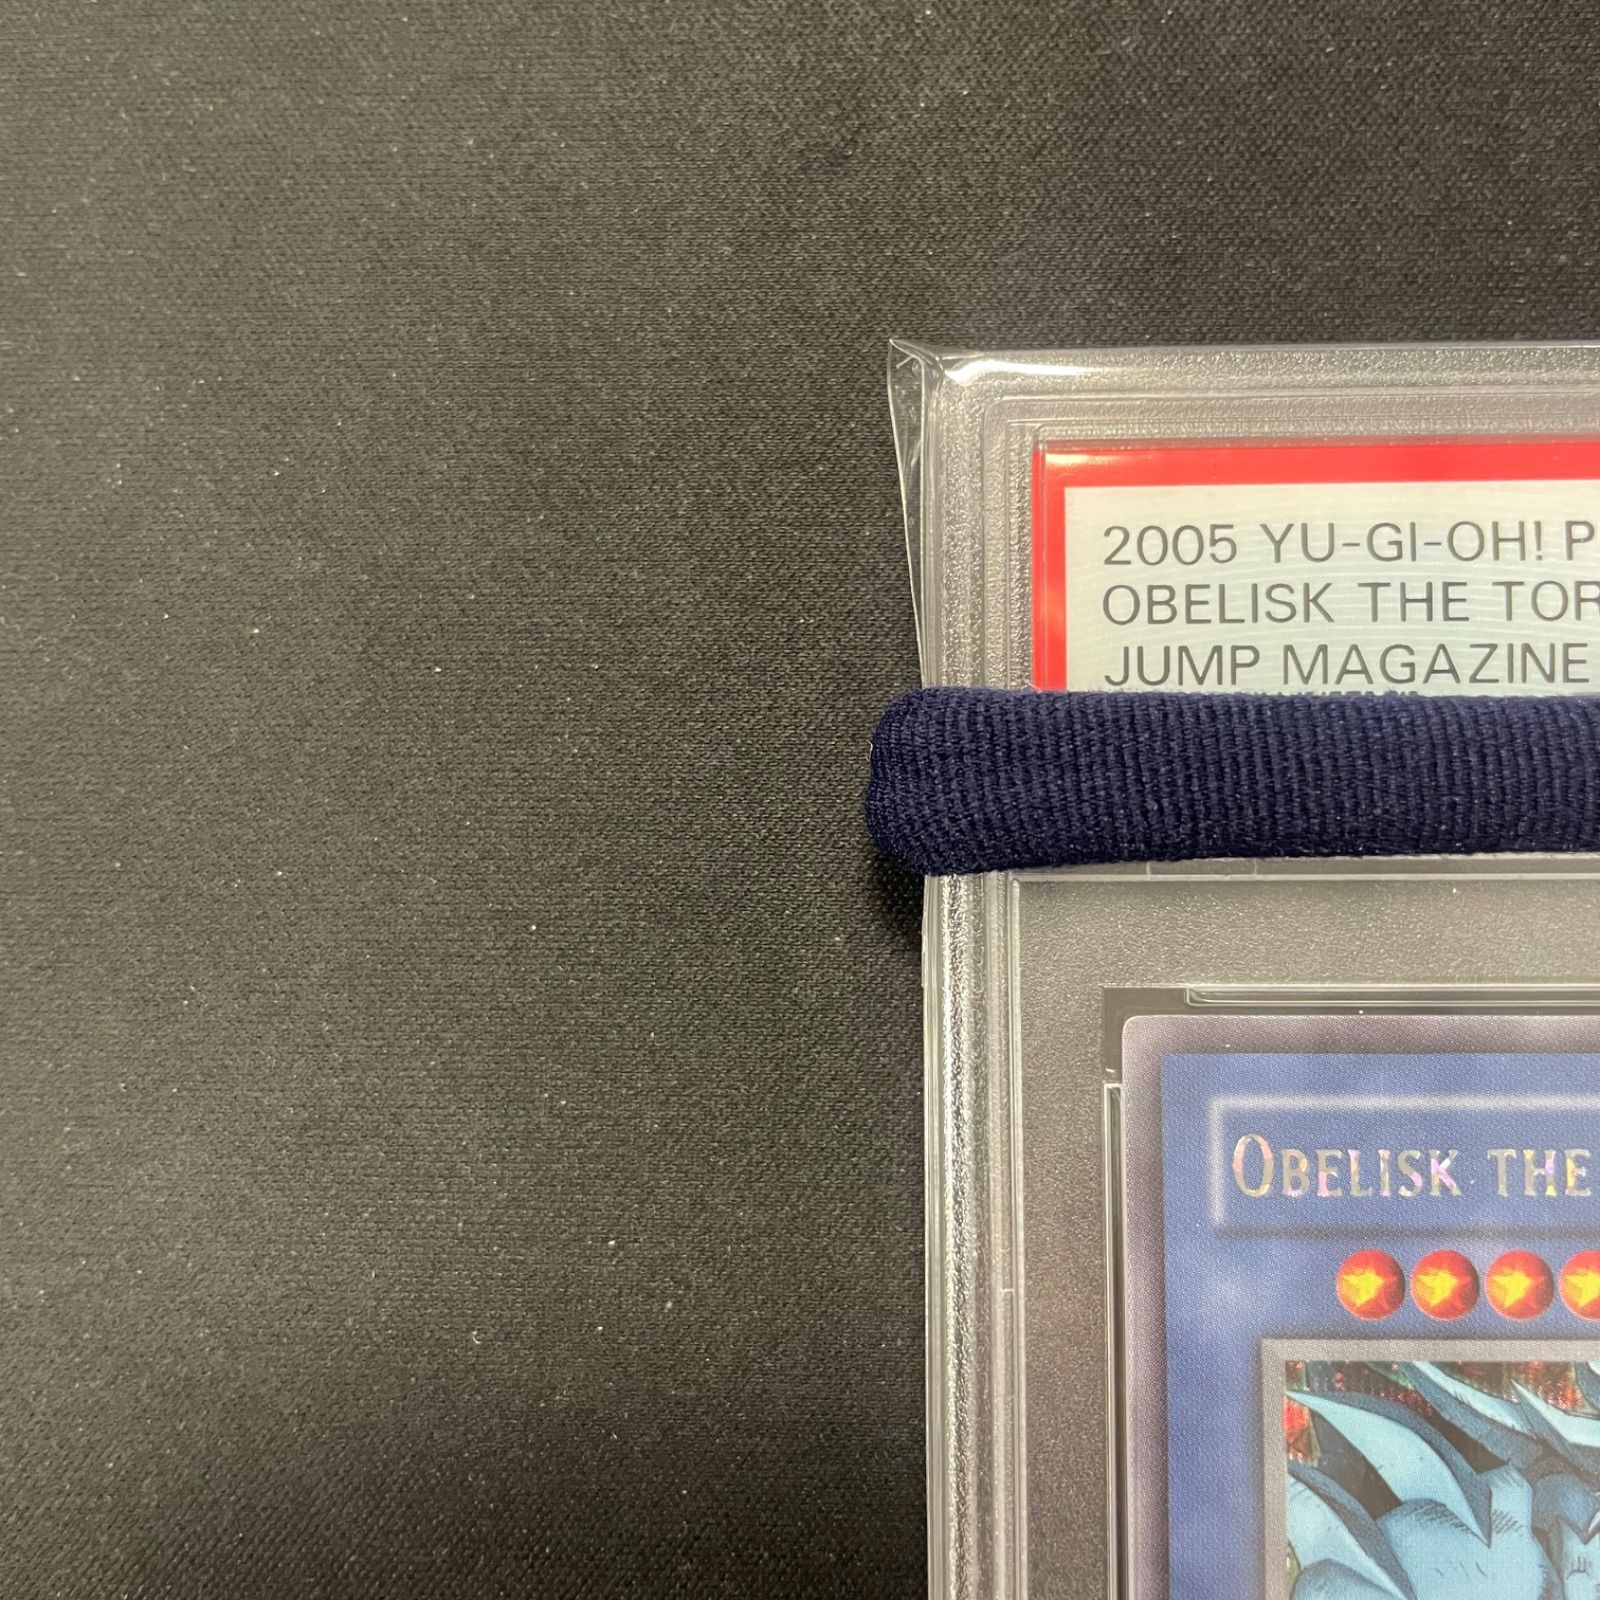 2005 YU-GI-OH! P
OBELISK THE TOR
JUMP MAGAZINE
OBELISK THE